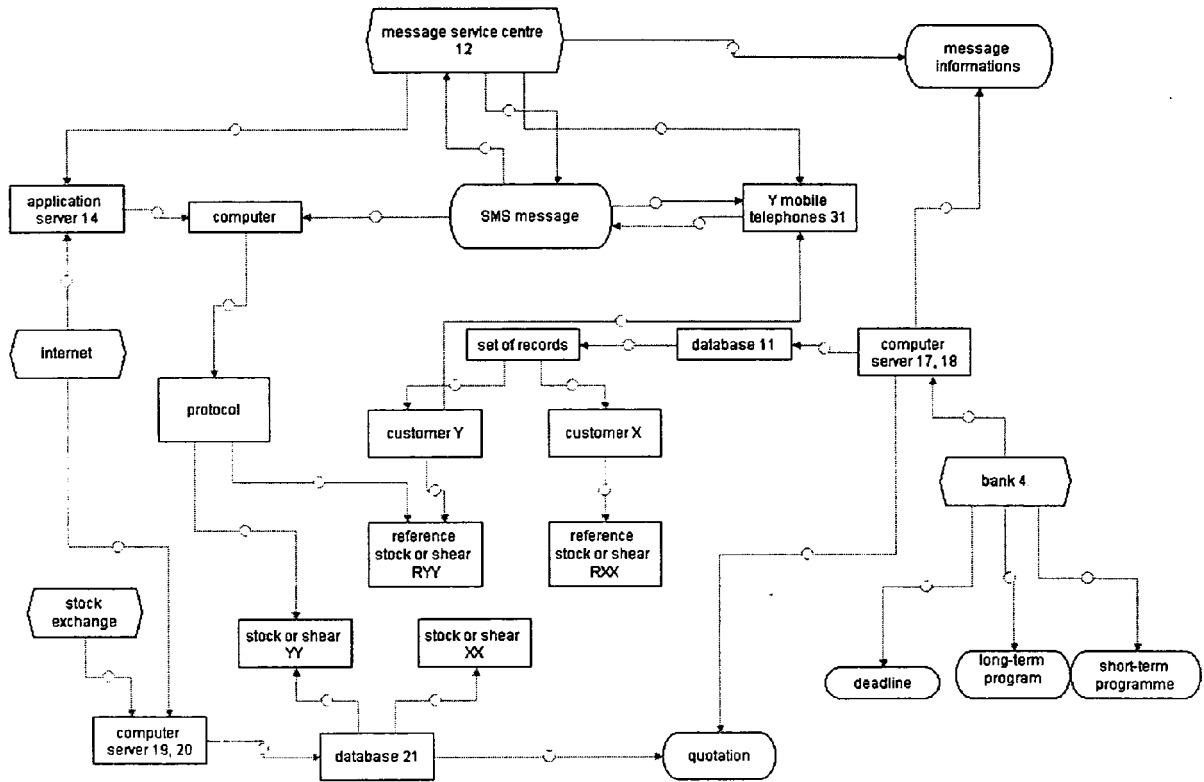 message service centre
12
message
informations
application
server 14
computer
SMS message
Y mobile
telephones 31
internet
set of records
database 11
computer
server 17, 18
protocol
customer Y
customer X
bank 4
reference
stock or shear
RYY
reference
stock or shear
RXX
stock
exchange
stock or shear
YY
stock or shear
XX
deadline
long-term
program
short-term
programme
computer
server 19, 20
database 21
quotation